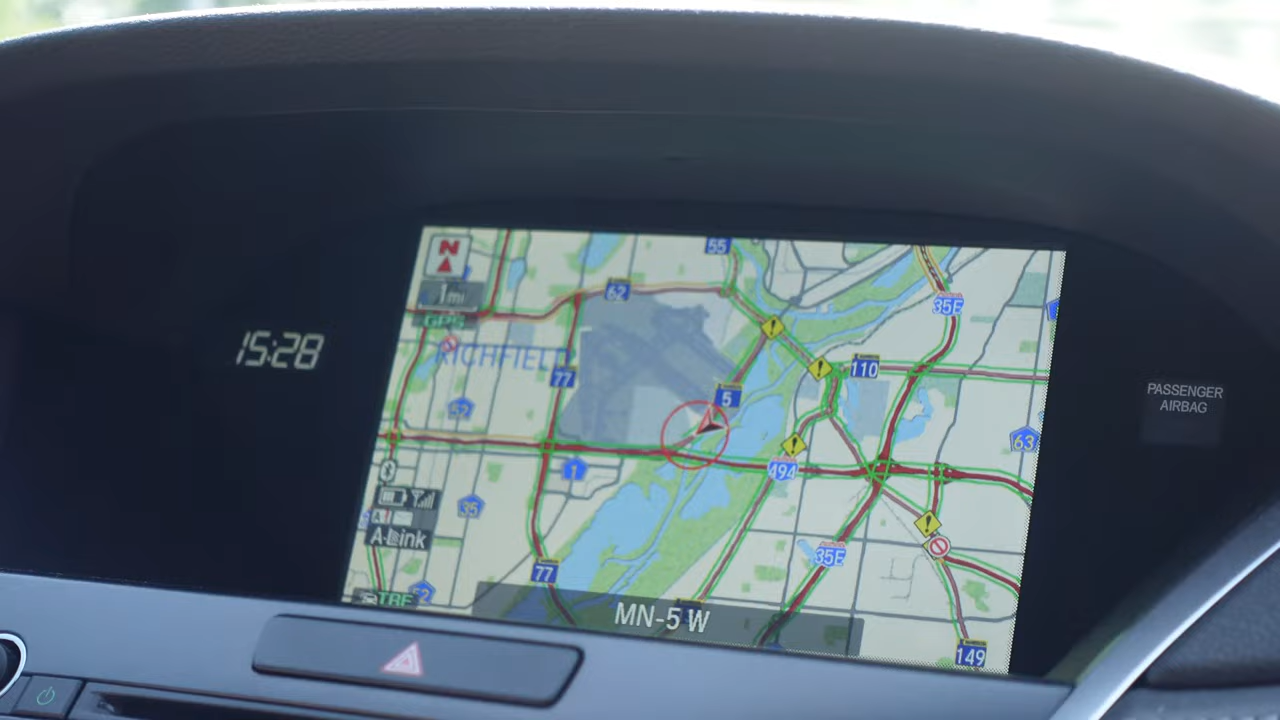 15:28
N
1mi
GPS
RICHFIELD
55
62
35E
77
110
5
52
63
1
494
35
A-Link
35E
77
2
TRF
MN-5 W
149
PASSENGER
AIRBAG